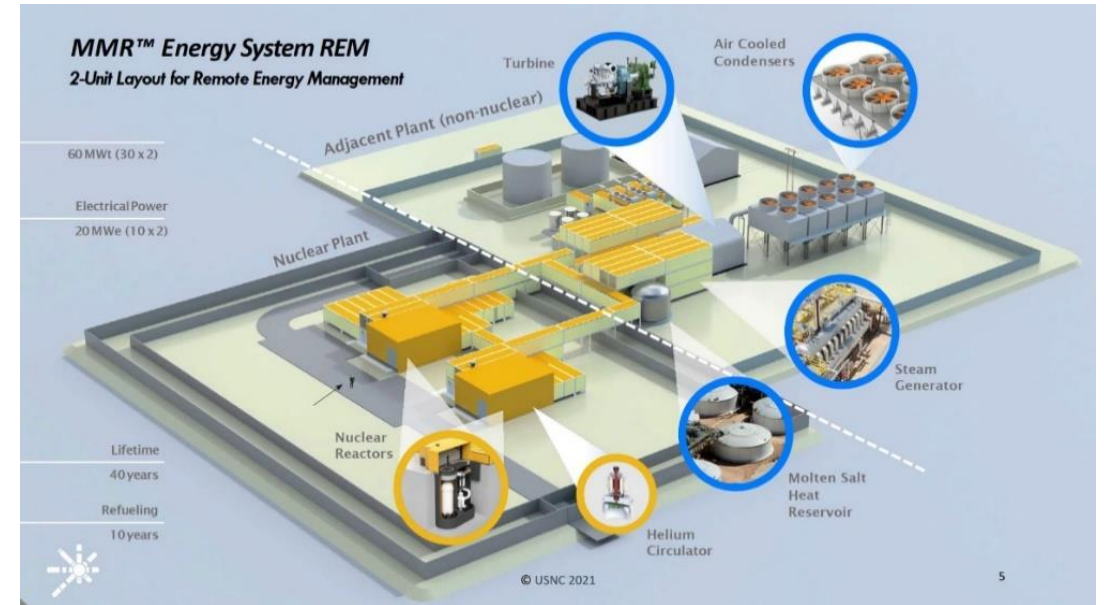 MMR™ Energy System REM
2-Unit Layout for Remote Energy Management
60 MWt (30 x 2)
Electrical Power
20 MWe (10 x 2)
Adjacent Plant (non-nuclear)
Nuclear Plant
Turbine
Air Cooled
Condensers
Steam
Generator
Molten Salt
Heat
Reservoir
Nuclear
Reactors
Helium
Circulator
Lifetime
40 years
Refueling
10 years
© USNC 2021
5